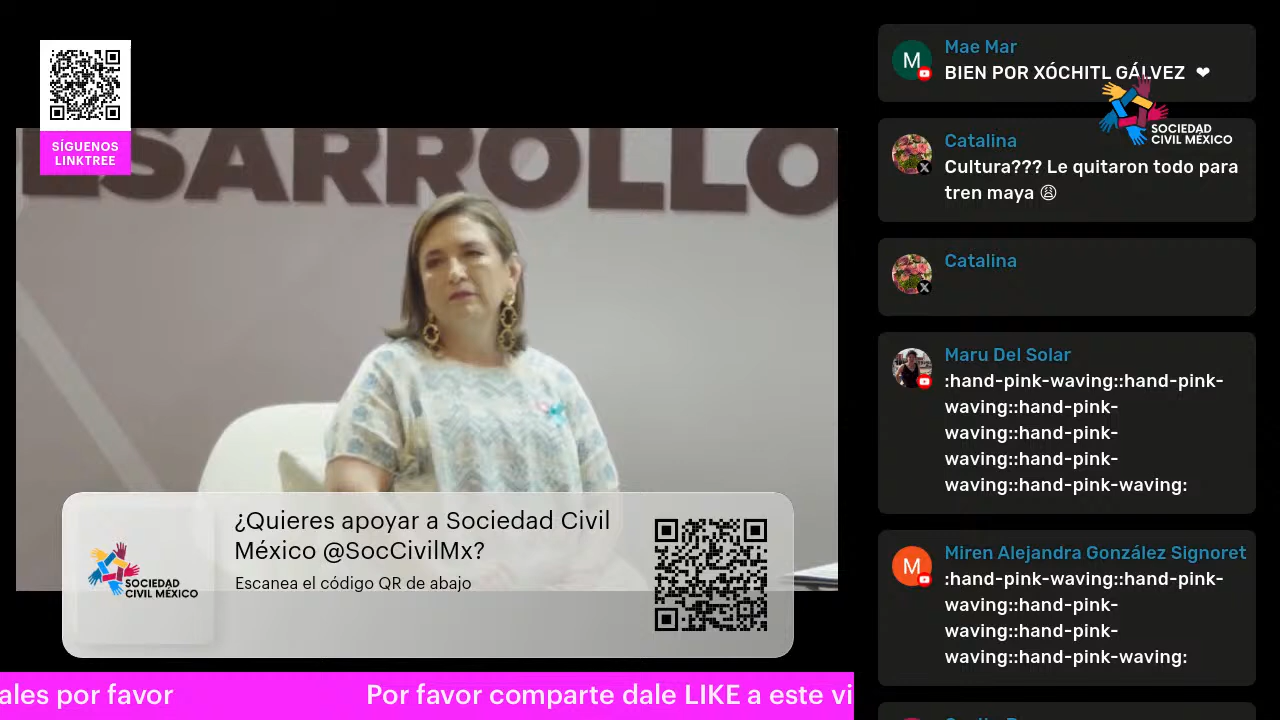 SÍGUENOS
LINKTREE
ESARROLLO
¿Quieres apoyar a Sociedad Civil
México @SocCivilMx?
Escanea el código QR de abajo
SOCIEDAD
CIVIL MÉXICO
ales por favor
Por favor comparte dale LIKE a este vi
M
Mae Mar
BIEN POR XÓCHITL GÁLVEZ ❤
SOCIEDAD
CIVIL MÉXICO
Catalina
Cultura??? Le quitaron todo para
tren maya 😩
Catalina
Maru Del Solar
:hand-pink-waving::hand-pink-
waving::hand-pink-
waving::hand-pink-
waving::hand-pink-
waving::hand-pink-waving:
M
Miren Alejandra González Signoret
:hand-pink-waving::hand-pink-
waving::hand-pink-
waving::hand-pink-
waving::hand-pink-waving: